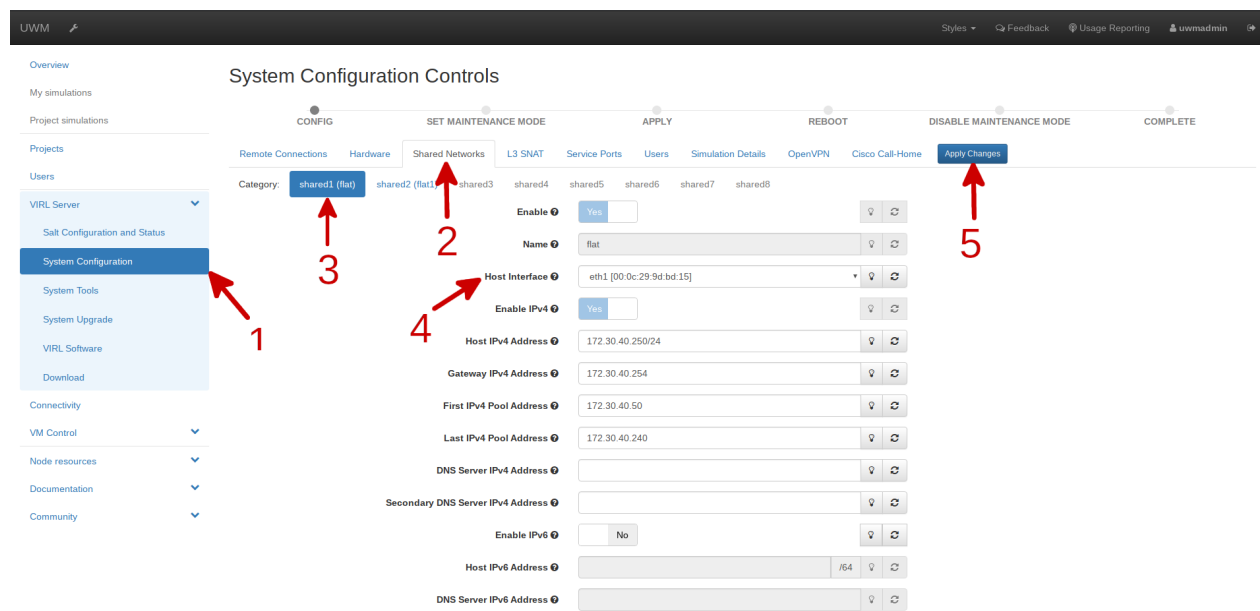 UWM Styles Feedback Usage Reporting uwmadmin
Overview
My simulations
Project simulations
Projects
Users
VIRL Server
Salt Configuration and Status
System Configuration
System Tools
System Upgrade
VIRL Software
Download
Connectivity
VM Control
Node resources
Documentation
Community
1
System Configuration Controls
CONFIG SET MAINTENANCE MODE APPLY REBOOT DISABLE MAINTENANCE MODE COMPLETE
Remote Connections Hardware Shared Networks L3 SNAT Service Ports Users Simulation Details OpenVPN Cisco Call-Home Apply Changes
Category: shared1 (flat) shared2 (flat1) shared3 shared4 shared5 shared6 shared7 shared8
Enable Yes
2
5
Name flat
3
Host Interface eth1 [00:0c:29:9d:bd:15]
4
Enable IPv4 Yes
Host IPv4 Address 172.30.40.250/24
Gateway IPv4 Address 172.30.40.254
First IPv4 Pool Address 172.30.40.50
Last IPv4 Pool Address 172.30.40.240
DNS Server IPv4 Address
Secondary DNS Server IPv4 Address
Enable IPv6 No
Host IPv6 Address /64
DNS Server IPv6 Address